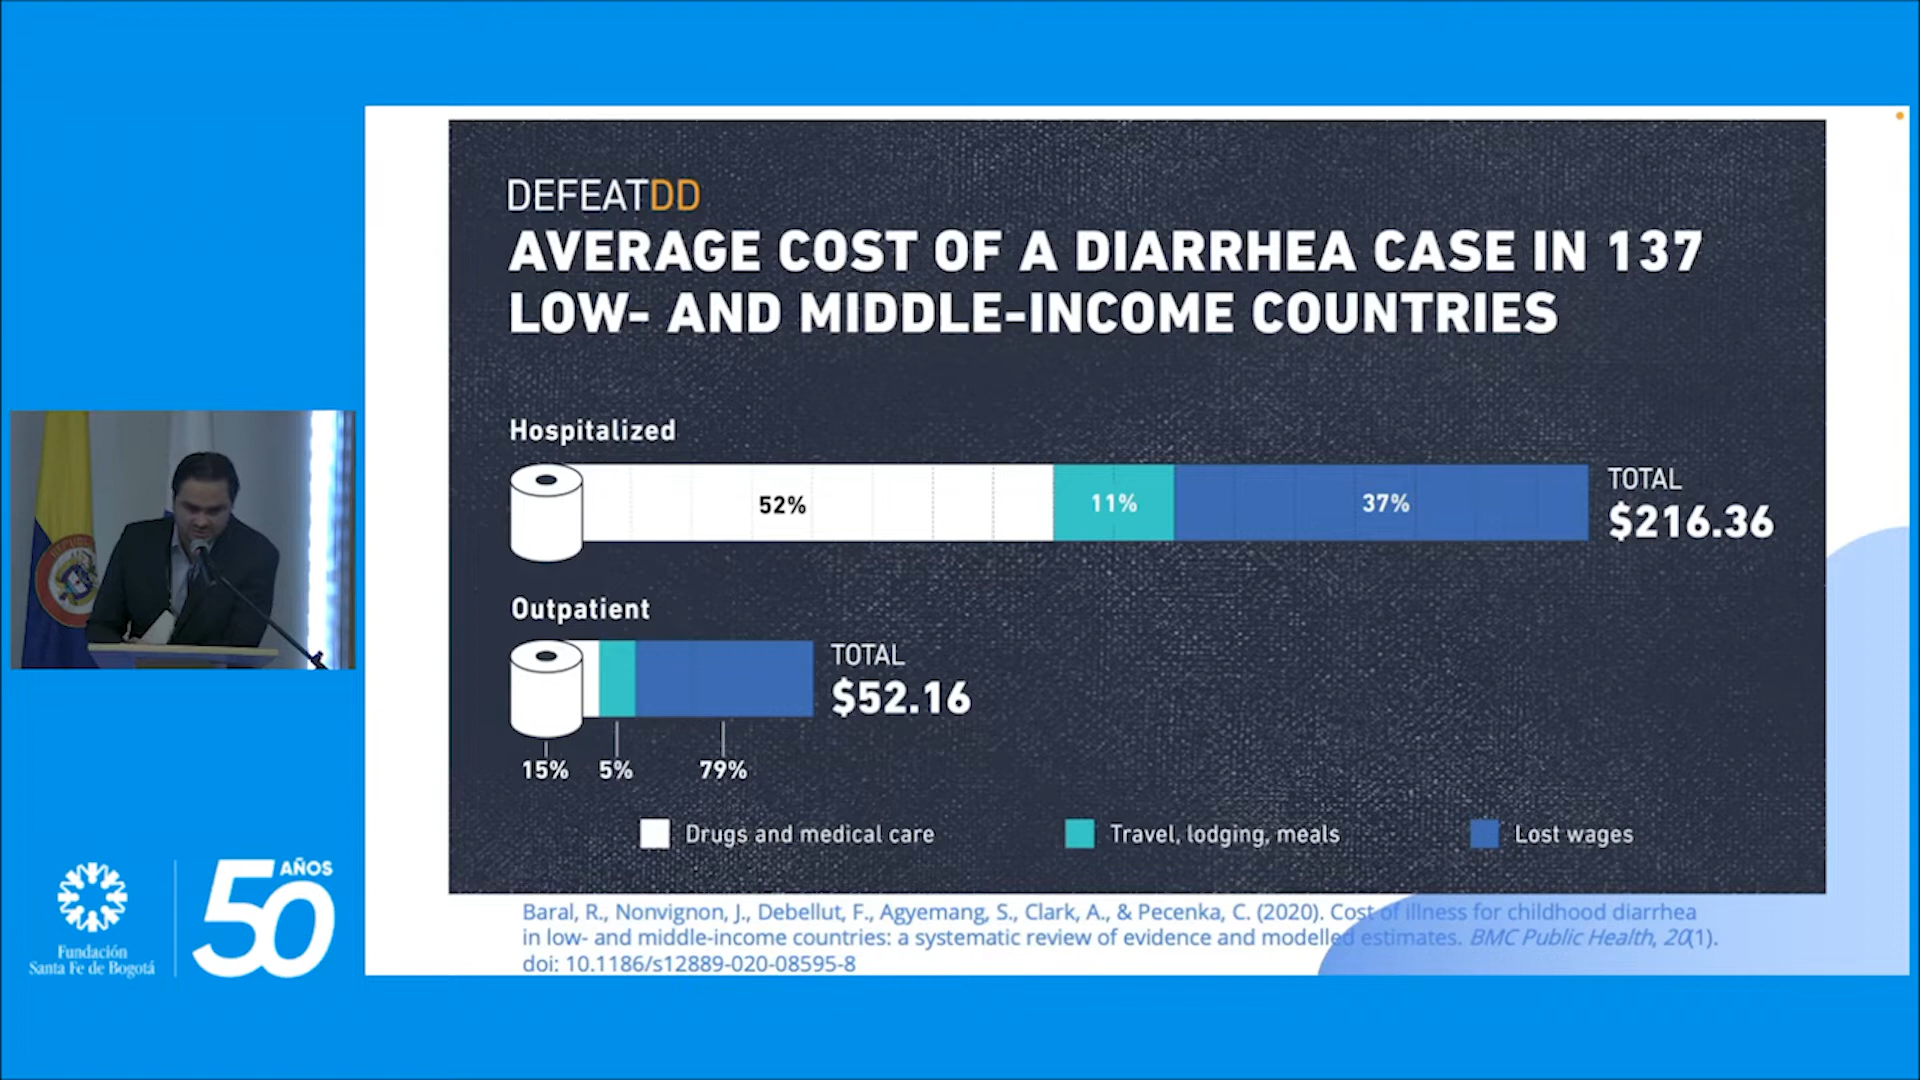 DEFEATDD
AVERAGE COST OF A DIARRHEA CASE IN 137
LOW- AND MIDDLE-INCOME COUNTRIES
Hospitalized
52%
11%
37%
TOTAL
$216.36
Outpatient
TOTAL
$52.16
15%
5%
79%
Drugs and medical care
Travel, lodging, meals
Lost wages
Baral, R., Nonvignon, J., Debellut, F., Agyemang, S., Clark, A., & Pecenka, C. (2020). Cost of illness for childhood diarrhea
in low- and middle-income countries: a systematic review of evidence and modelled estimates. BMC Public Health, 20(1).
doi: 10.1186/s12889-020-08595-8
Fundación
Santa Fe de Bogotá
50
AÑOS